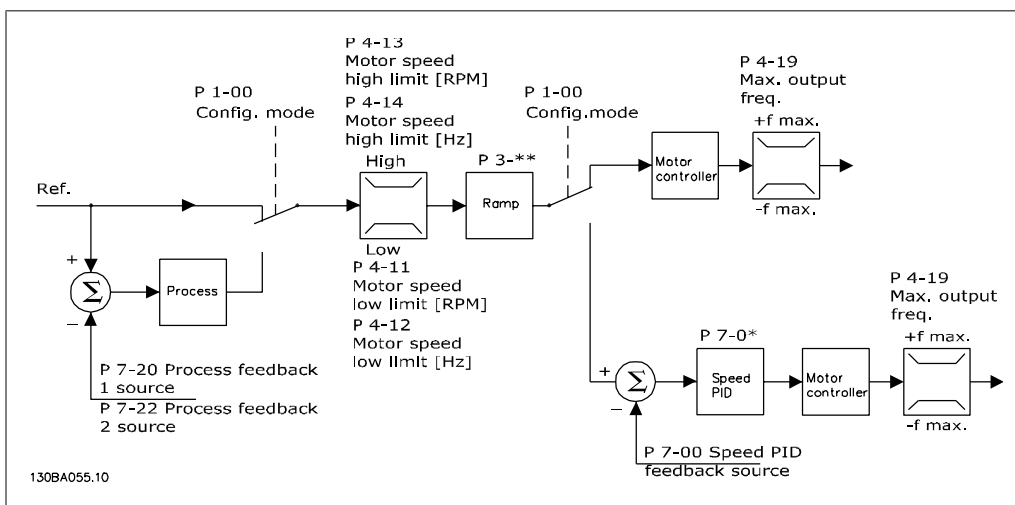 P 4-13
Motor speed
high limit [RPM]
P 4-14
Motor speed
high limit [Hz]
P 1-00
Config. mode
P 1-00
Config.mode
P 4-19
Max. output
freq.
+f max.
-f max.
High
Low
P 3-**
Ramp
Motor
controller
Ref.
+
Σ
−
Process
P 4-11
Motor speed
low limit [RPM]
P 4-12
Motor speed
low limit [Hz]
P 7-20 Process feedback
1 source
P 7-22 Process feedback
2 source
P 7-0*
+
Σ
−
Speed
PID
Motor
controller
P 4-19
Max. output
freq.
+f max.
-f max.
P 7-00 Speed PID
feedback source
130BA055.10